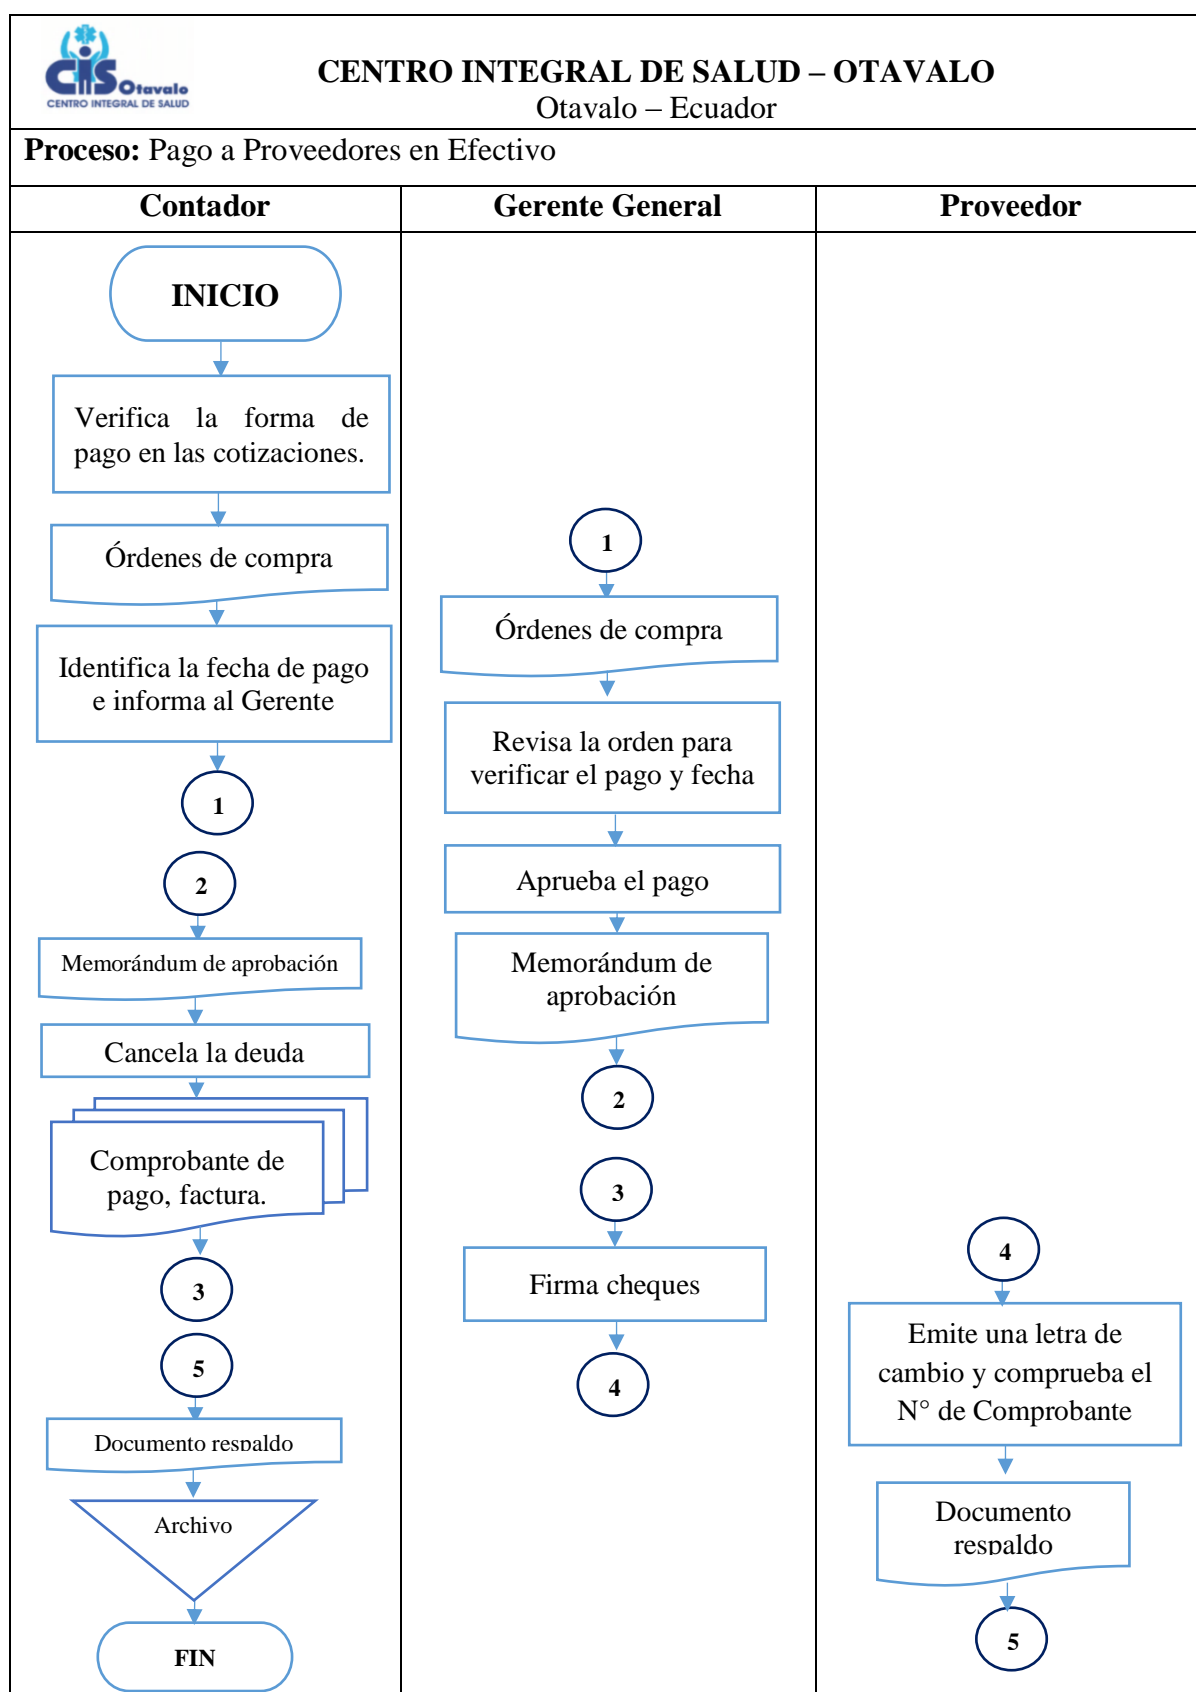 CIS Otavalo
CENTRO INTEGRAL DE SALUD
CENTRO INTEGRAL DE SALUD – OTAVALO
Otavalo – Ecuador
Proceso: Pago a Proveedores en Efectivo
Contador
Gerente General
Proveedor
INICIO
Verifica la forma de
pago en las cotizaciones.
Órdenes de compra
Identifica la fecha de pago
e informa al Gerente
1
2
Memorándum de aprobación
Cancela la deuda
Comprobante de
pago, factura.
3
5
Documento respaldo
Archivo
FIN
1
Órdenes de compra
Revisa la orden para
verificar el pago y fecha
Aprueba el pago
Memorándum de
aprobación
2
3
Firma cheques
4
4
Emite una letra de
cambio y comprueba el
N° de Comprobante
Documento
respaldo
5